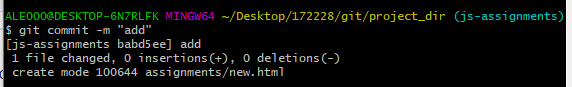 ALEOOO@DESKTOP-6N7RLFK MINGW64 ~/Desktop/172228/git/project_dir (js-assignments)
$ git commit -m "add"
[js-assignments babd5ee] add
 1 file changed, 0 insertions(+), 0 deletions(-)
 create mode 100644 assignments/new.html